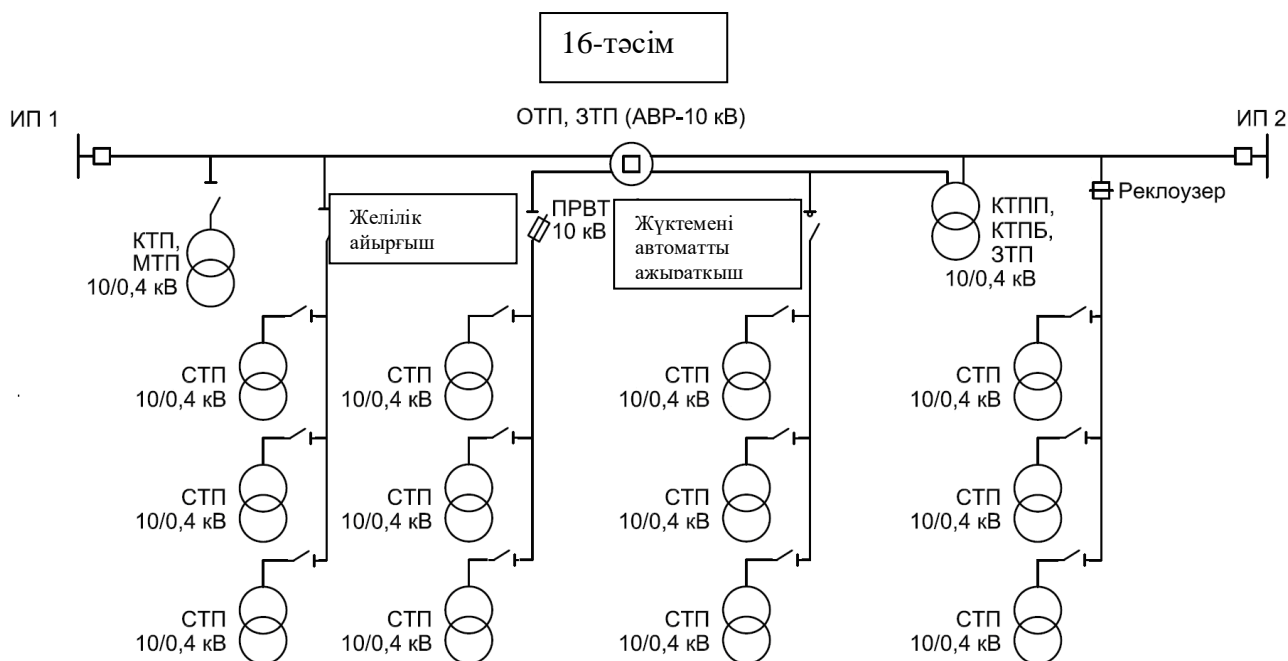 16-тәсім
ИП 1
ОТП, ЗТП (АВР-10 кВ)
ИП 2
Желілік
айырғыш
ПРВТ
10 кВ
Жүктемені
автоматты
ажыратқыш
КТП,
МТП
10/0,4 кВ
КТПП,
КТПБ,
ЗТП
10/0,4 кВ
Реклоузер
СТП
10/0,4 кВ
СТП
10/0,4 кВ
СТП
10/0,4 кВ
СТП
10/0,4 кВ
СТП
10/0,4 кВ
СТП
10/0,4 кВ
СТП
10/0,4 кВ
СТП
10/0,4 кВ
СТП
10/0,4 кВ
СТП
10/0,4 кВ
СТП
10/0,4 кВ
СТП
10/0,4 кВ